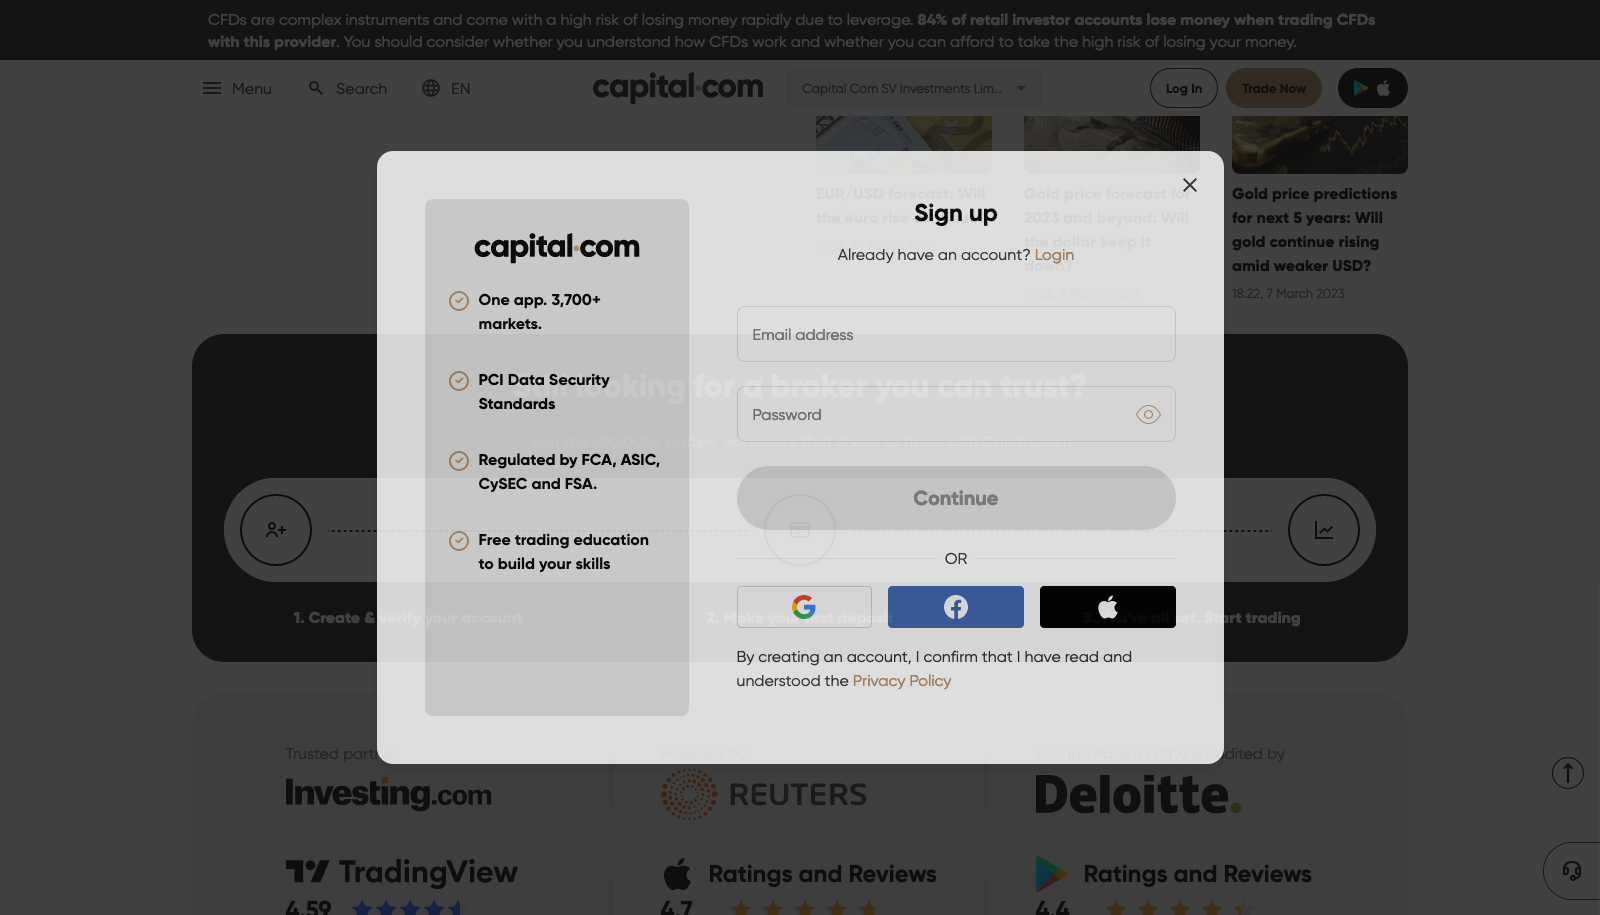 CFDs are complex instruments and come with a high risk of losing money rapidly due to leverage. 84% of retail investor accounts lose money when trading CFDs
with this provider. You should consider whether you understand how CFDs work and whether you can afford to take the high risk of losing your money.
Menu
Search
EN
capital.com
Capital Com SV Investments Lim...
Log In
Trade Now
EUR/USD forecast: Will
the euro rise
Gold price forecast for
2023 and beyond: Will
the dollar keep it
down?
Gold price predictions
for next 5 years: Will
gold continue rising
amid weaker USD?
18:22, 7 March 2023
capital.com
One app. 3,700+
markets.
PCI Data Security
Standards
Regulated by FCA, ASIC,
CySEC and FSA.
Free trading education
to build your skills
Sign up
Already have an account? Login
Email address
Password
Continue
OR
By creating an account, I confirm that I have read and
understood the Privacy Policy
looking for a broker you can trust?
1. Create & verify your account
2. Make your first deposit
3. You're all set. Start trading
Trusted partner
Powered by
Group's Parent Entity is audited by
Investing.com
REUTERS
Deloitte.
TradingView
Ratings and Reviews
Ratings and Reviews
4.59
4.7
4.4